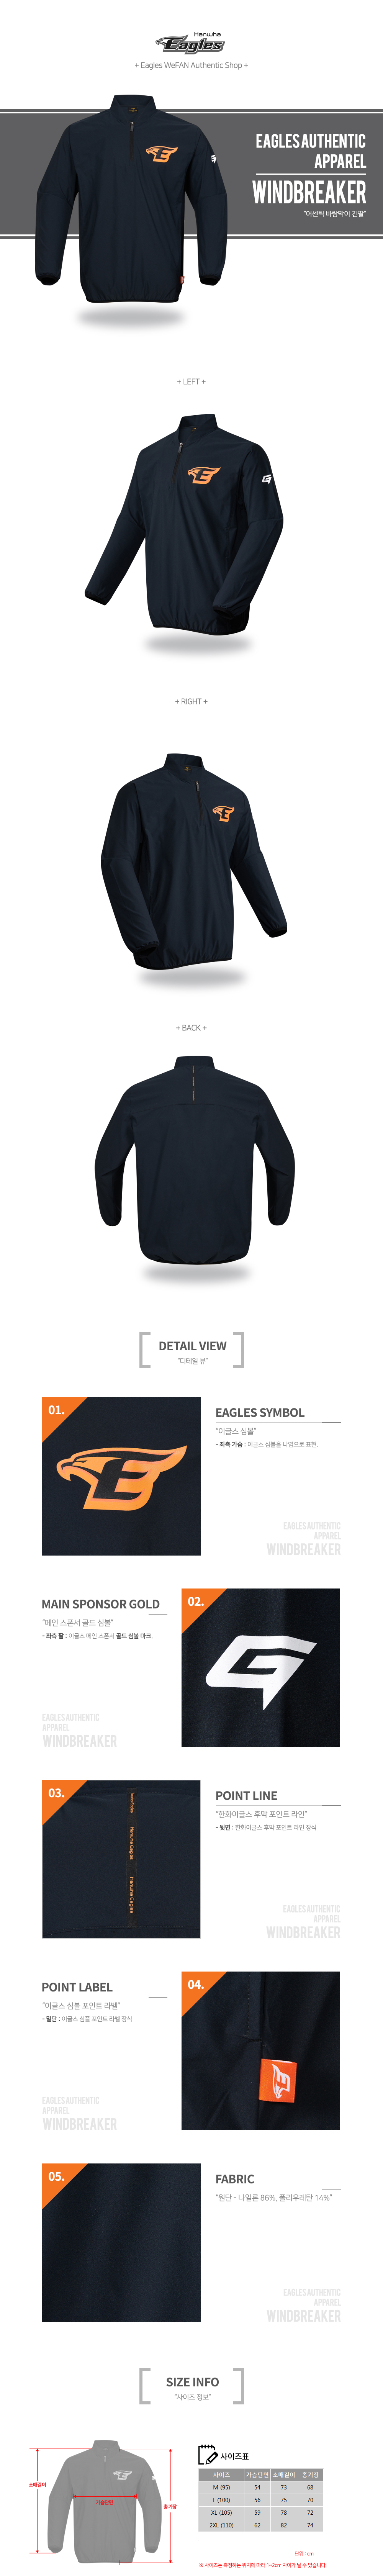 Hanwha
Eagles
+ Eagles WeFAN Authentic Shop +
EAGLES AUTHENTIC
APPAREL
WINDBREAKER
"어센틱 바람막이 긴팔"
+ LEFT +
+ RIGHT +
+ BACK +
DETAIL VIEW
"디테일 뷰"
01.
EAGLES SYMBOL
"이글스 심볼"
- 좌측 가슴 : 이글스 심볼을 나염으로 표현.
EAGLES AUTHENTIC
APPAREL
WINDBREAKER
MAIN SPONSOR GOLD
"메인 스폰서 골드 심볼"
- 좌측 팔 : 이글스 메인 스폰서 골드 심볼 마크.
EAGLES AUTHENTIC
APPAREL
WINDBREAKER
02.
03.
Hanwha Eagles
Hanwha Eagles
POINT LINE
"한화이글스 후막 포인트 라인"
- 뒷면 : 한화이글스 후막 포인트 라인 장식
EAGLES AUTHENTIC
APPAREL
WINDBREAKER
POINT LABEL
"이글스 심볼 포인트 라벨"
- 밑단 : 이글스 심볼 포인트 라벨 장식.
EAGLES AUTHENTIC
APPAREL
WINDBREAKER
04.
05.
FABRIC
"원단 - 나일론 86%, 폴리우레탄 14%"
EAGLES AUTHENTIC
APPAREL
WINDBREAKER
SIZE INFO
"사이즈 정보"
소매길이
가슴단면
총기장
사이즈표
사이즈 가슴단면 소매길이 총기장
M (95) 54 73 68
L (100) 56 75 70
XL (105) 59 78 72
2XL (110) 62 82 74
단위 : cm
※ 사이즈는 측정하는 위치에 따라 1~2cm 차이가 날 수 있습니다.